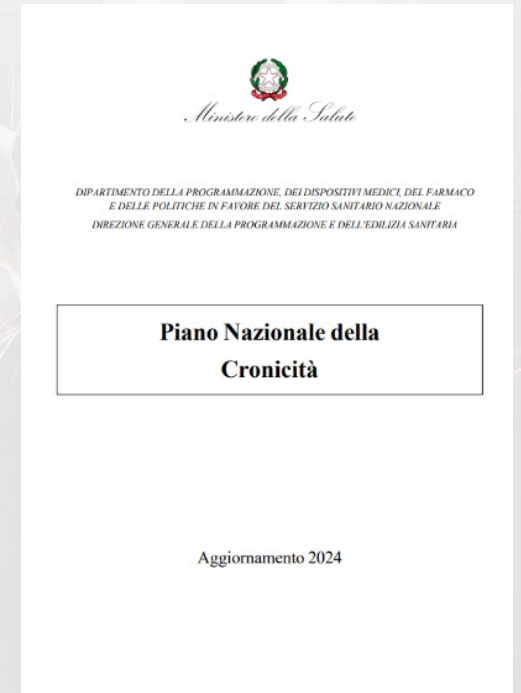 Ministero della Salute
DIPARTIMENTO DELLA PROGRAMMAZIONE, DEI DISPOSITIVI MEDICI, DEL FARMACO
E DELLE POLITICHE IN FAVORE DEL SERVIZIO SANITARIO NAZIONALE
DIREZIONE GENERALE DELLA PROGRAMMAZIONE E DELL'EDILIZIA SANITARIA
Piano Nazionale della
Cronicità
Aggiornamento 2024